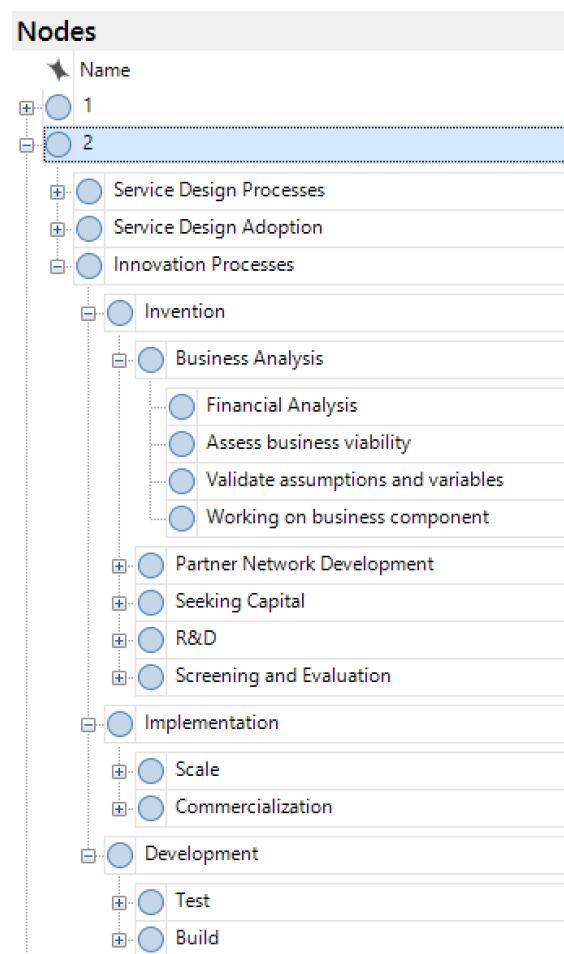 Nodes
Name
1
2
Service Design Processes
Service Design Adoption
Innovation Processes
Invention
Business Analysis
Financial Analysis
Assess business viability
Validate assumptions and variables
Working on business component
Partner Network Development
Seeking Capital
R&D
Screening and Evaluation
Implementation
Scale
Commercialization
Development
Test
Build